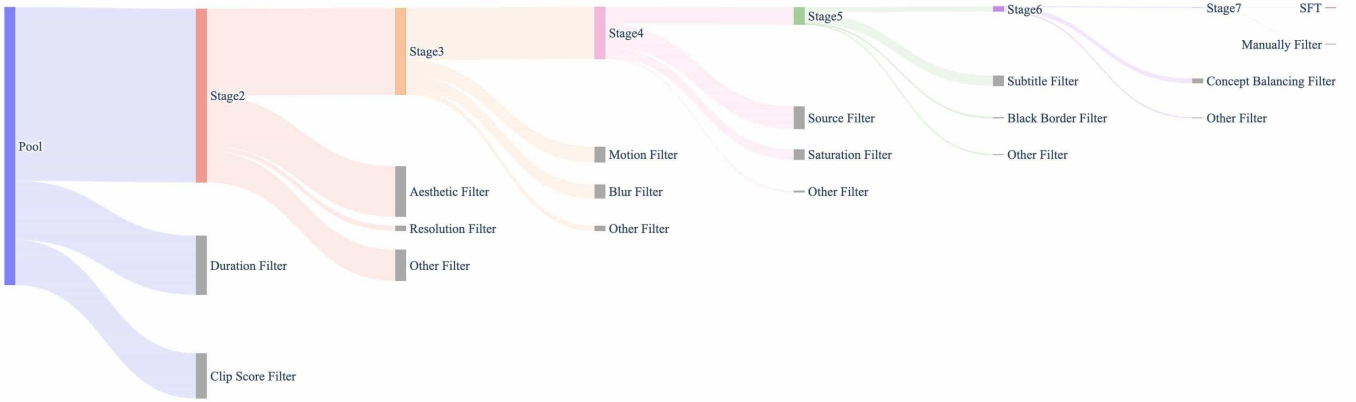 Pool
Stage2
Duration Filter
Clip Score Filter
Stage3
Aesthetic Filter
Resolution Filter
Other Filter
Stage4
Motion Filter
Blur Filter
Other Filter
Stage5
Source Filter
Saturation Filter
Other Filter
Stage6
Subtitle Filter
Black Border Filter
Other Filter
Stage7
Concept Balancing Filter
Other Filter
SFT
Manually Filter